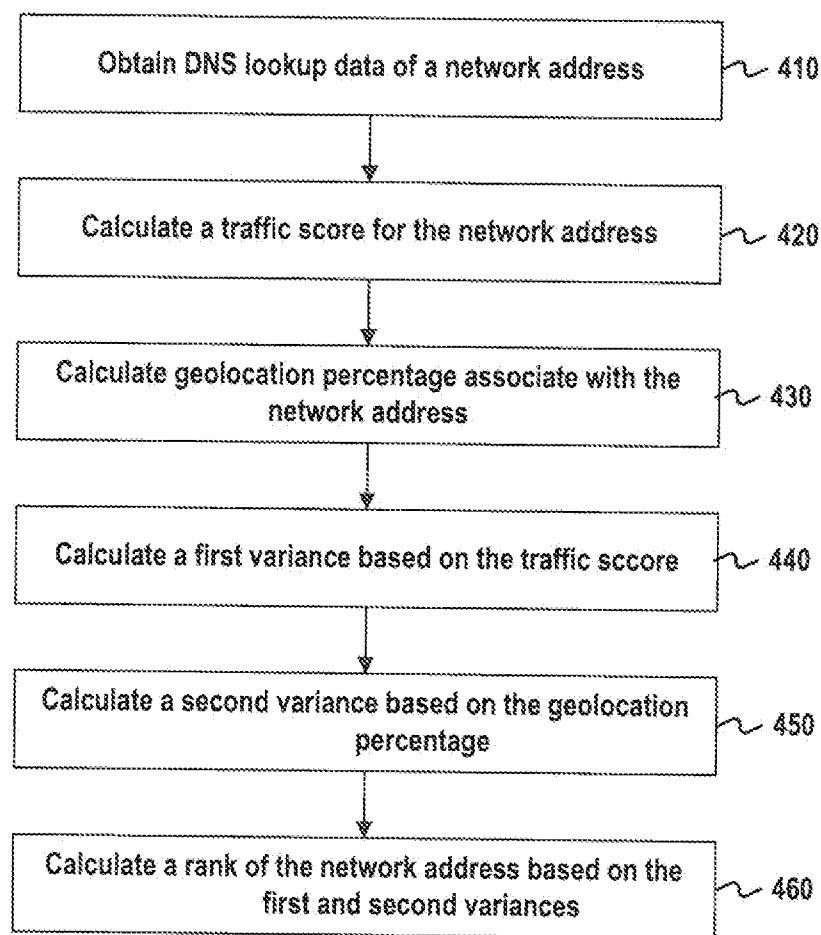 Obtain DNS lookup data of a network address
410
Calculate a traffic score for the network address
420
Calculate geolocation percentage associate with the
network address
430
Calculate a first variance based on the traffic sccore
440
Calculate a second variance based on the geolocation
percentage
450
Calculate a rank of the network address based on the
first and second variances
460